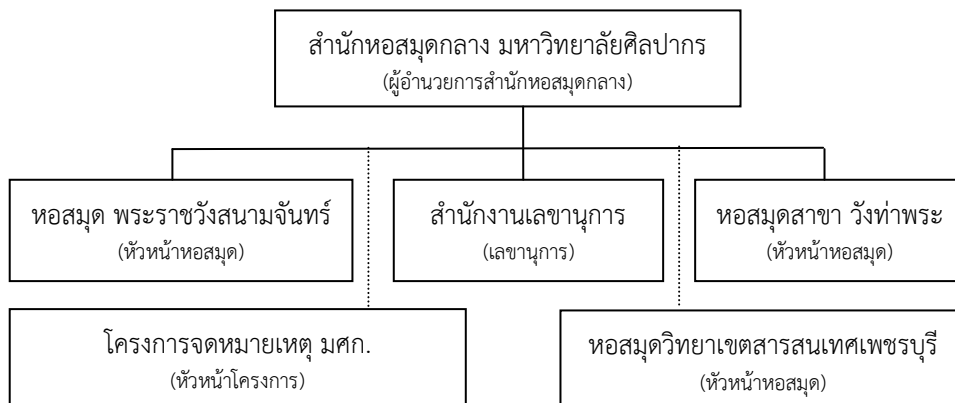 สำนักหอสมุดกลาง มหาวิทยาลัยศิลปากร
(ผู้อำนวยการสำนักหอสมุดกลาง)
หอสมุด พระราชวังสนามจันทร์
(หัวหน้าหอสมุด)
สำนักงานเลขานุการ
(เลขานุการ)
หอสมุดสาขา วังท่าพระ
(หัวหน้าหอสมุด)
โครงการจดหมายเหตุ มศก.
(หัวหน้าโครงการ)
หอสมุดวิทยาเขตสารสนเทศเพชรบุรี
(หัวหน้าหอสมุด)